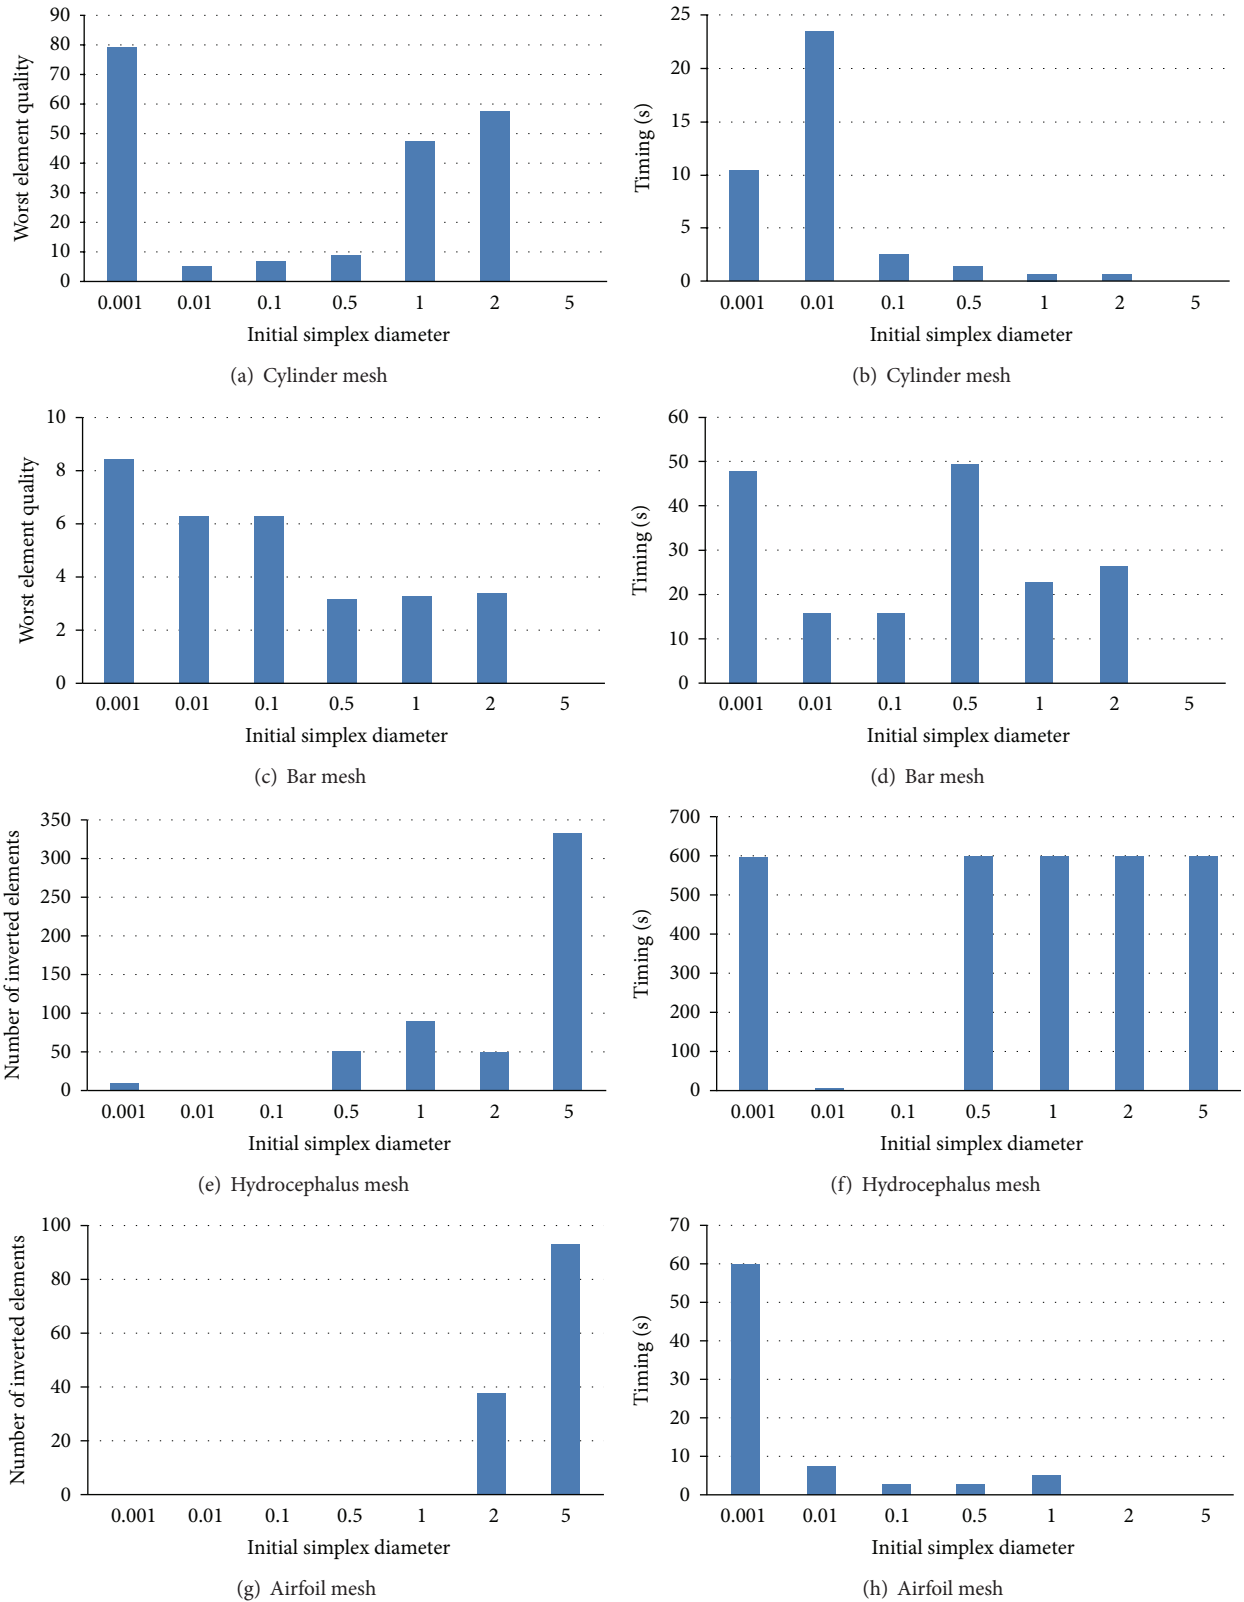 90
80
70
60
50
40
30
20
10
0
Worst element quality
0.001 0.01 0.1 0.5 1 2 5
Initial simplex diameter
(a) Cylinder mesh
25
20
15
10
5
0
Timing (s)
0.001 0.01 0.1 0.5 1 2 5
Initial simplex diameter
(b) Cylinder mesh
10
8
6
4
2
0
Worst element quality
0.001 0.01 0.1 0.5 1 2 5
Initial simplex diameter
(c) Bar mesh
60
50
40
30
20
10
0
Timing (s)
0.001 0.01 0.1 0.5 1 2 5
Initial simplex diameter
(d) Bar mesh
350
300
250
200
150
100
50
0
Number of inverted elements
0.001 0.01 0.1 0.5 1 2 5
Initial simplex diameter
(e) Hydrocephalus mesh
700
600
500
400
300
200
100
0
Timing (s)
0.001 0.01 0.1 0.5 1 2 5
Initial simplex diameter
(f) Hydrocephalus mesh
100
80
60
40
20
0
Number of inverted elements
0.001 0.01 0.1 0.5 1 2 5
Initial simplex diameter
(g) Airfoil mesh
70
60
50
40
30
20
10
0
Timing (s)
0.001 0.01 0.1 0.5 1 2 5
Initial simplex diameter
(h) Airfoil mesh